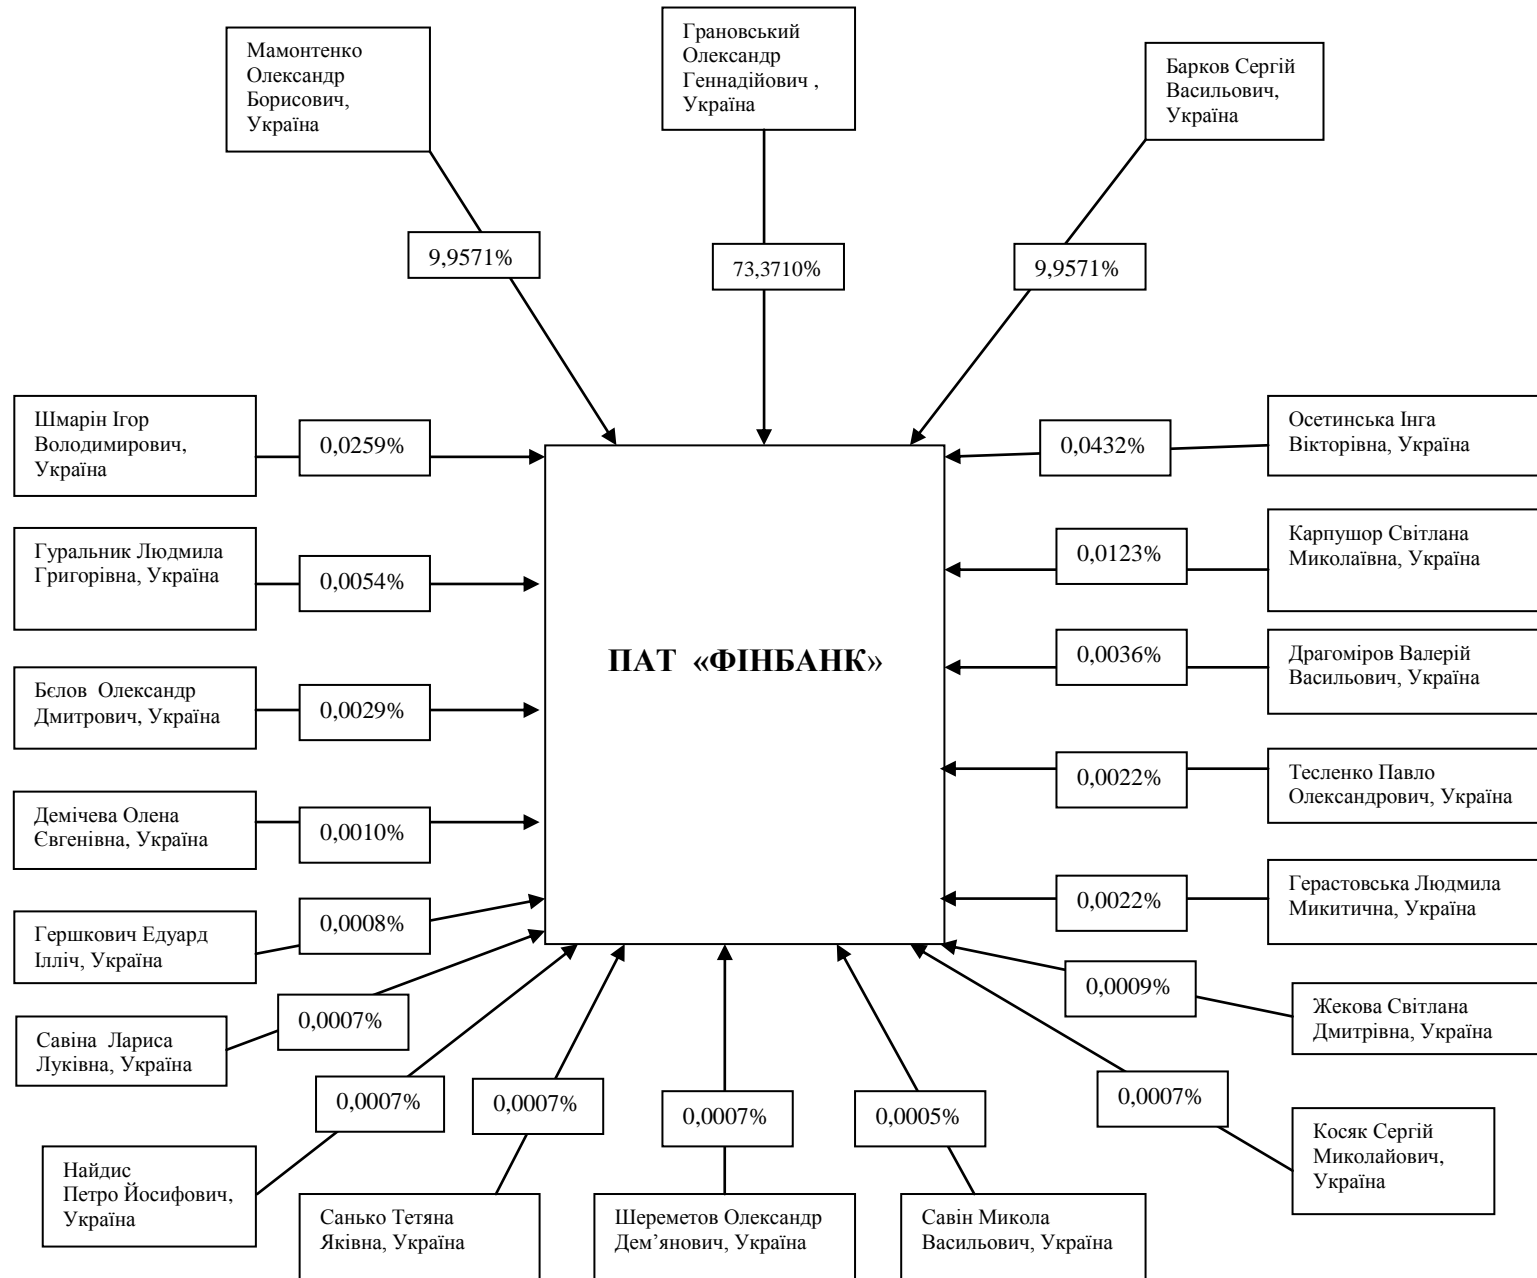 Мамонтенко
Олександр
Борисович,
Україна
Грановський
Олександр
Геннадійович ,
Україна
Барков Сергій
Васильович,
Україна
9,9571%
73,3710%
9,9571%
Шмарін Ігор
Володимирович,
Україна
0,0259%
0,0432%
Осетинська Інга
Вікторівна, Україна
Гуральник Людмила
Григорівна, Україна
0,0054%
0,0123%
Карпушор Світлана
Миколаївна, Україна
ПАТ «ФІНБАНК»
Бєлов Олександр
Дмитрович, Україна
0,0029%
0,0036%
Драгоміров Валерій
Васильович, Україна
Демічева Олена
Євгенівна, Україна
0,0010%
0,0022%
Тесленко Павло
Олександрович, Україна
Гершкович Едуард
Ілліч, Україна
0,0008%
0,0022%
Герастовська Людмила
Микитична, Україна
Савіна Лариса
Луківна, Україна
0,0007%
0,0009%
Жекова Світлана
Дмитрівна, Україна
0,0007%
0,0007%
0,0007%
0,0005%
0,0007%
Найдис
Петро Йосифович,
Україна
Санько Тетяна
Яківна, Україна
Шереметов Олександр
Дем’янович, Україна
Савін Микола
Васильович, Україна
Косяк Сергій
Миколайович,
Україна